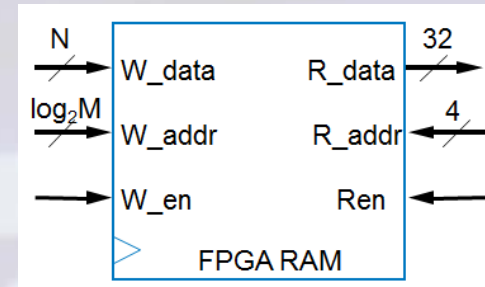 N
32
W_data
R_data
log₂M
4
W_addr
R_addr
W_en
Ren
FPGA RAM